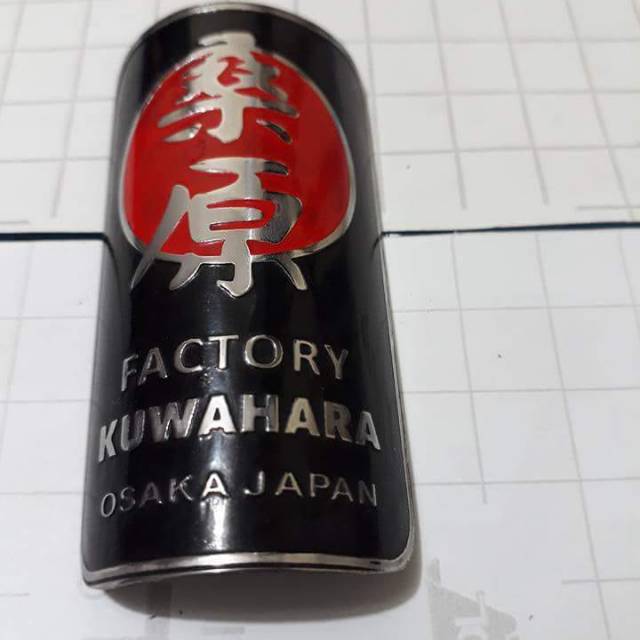 桑
原
FACTORY
KUWAHARA
OSAKA JAPAN